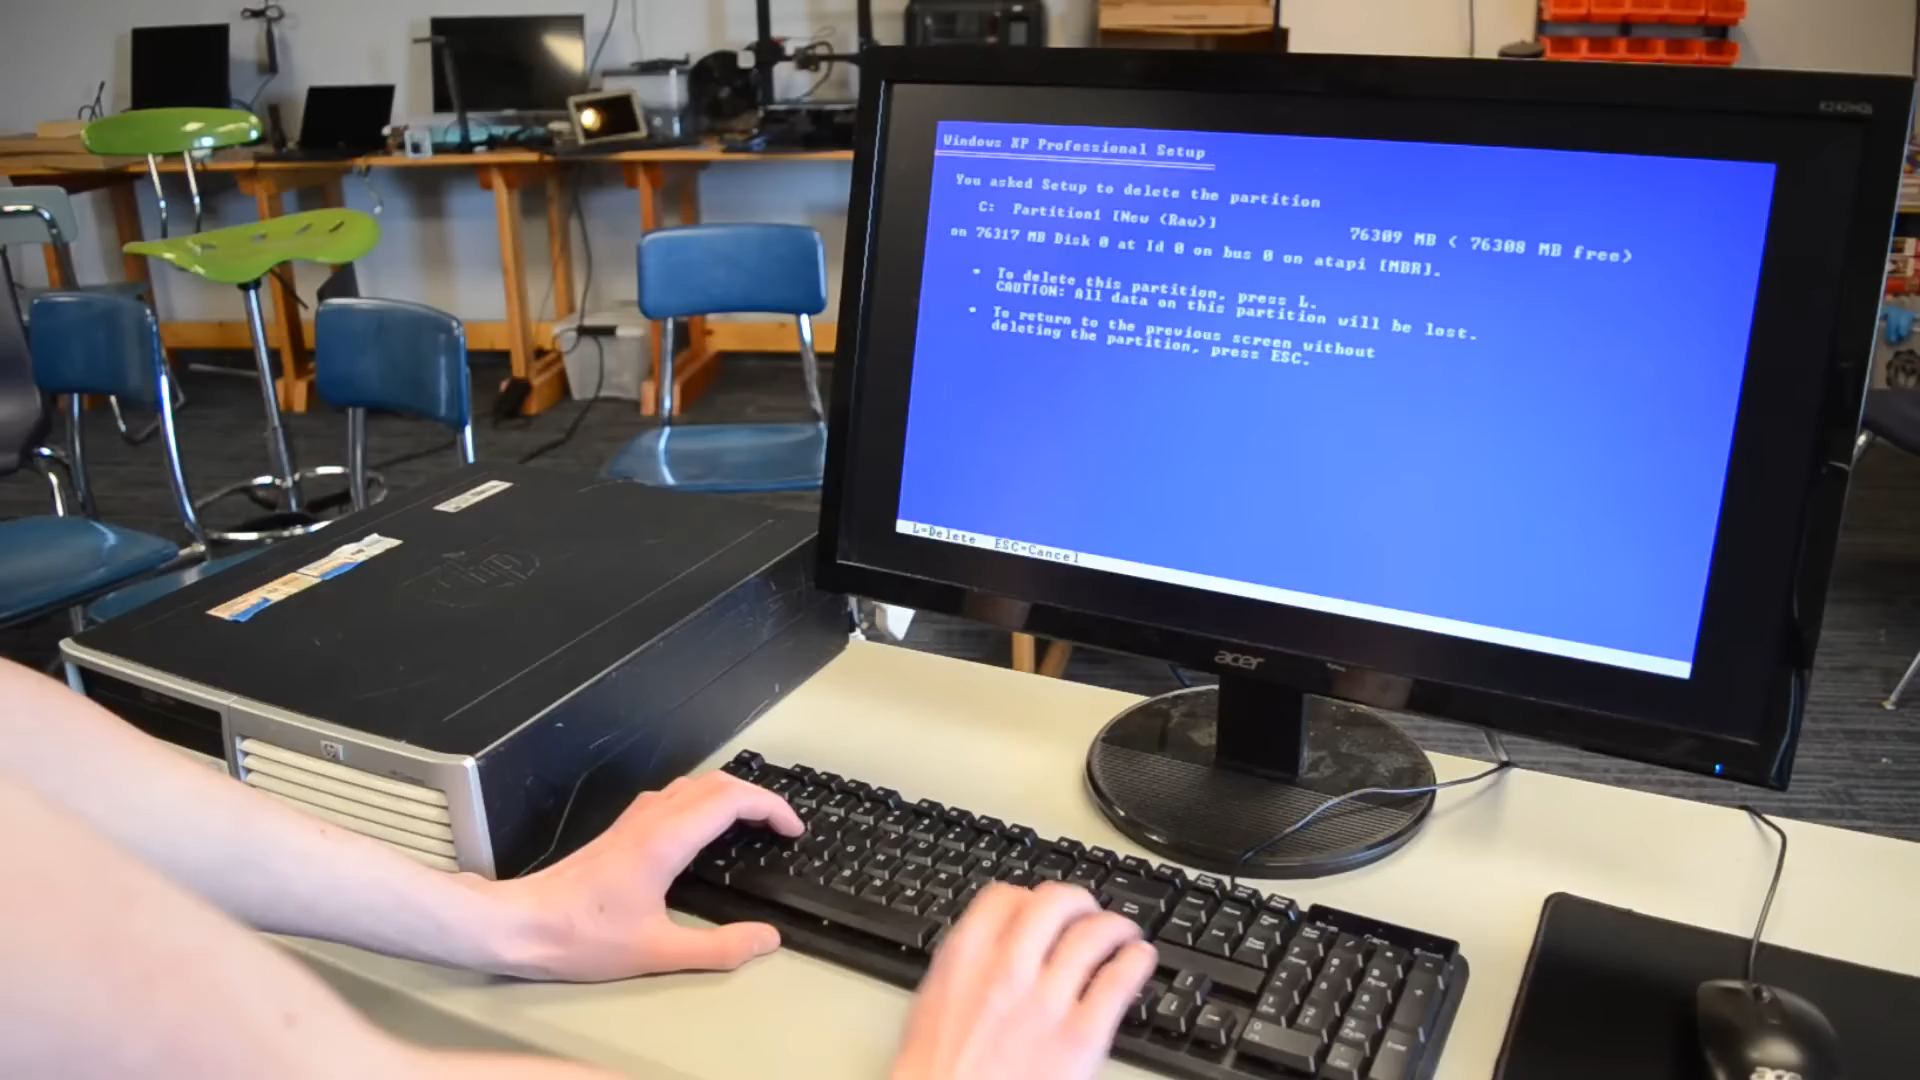 K242HQL
Windows XP Professional Setup
You asked Setup to delete the partition
C: Partition1 [New (Raw)] 76309 MB ( 76308 MB free)
on 76317 MB Disk 0 at Id 0 on bus 0 on atapi [MBR].
• To delete this partition, press L.
CAUTION: All data on this partition will be lost.
• To return to the previous screen without
deleting the partition, press ESC.
L=Delete ESC=Cancel
acer
hp
acer